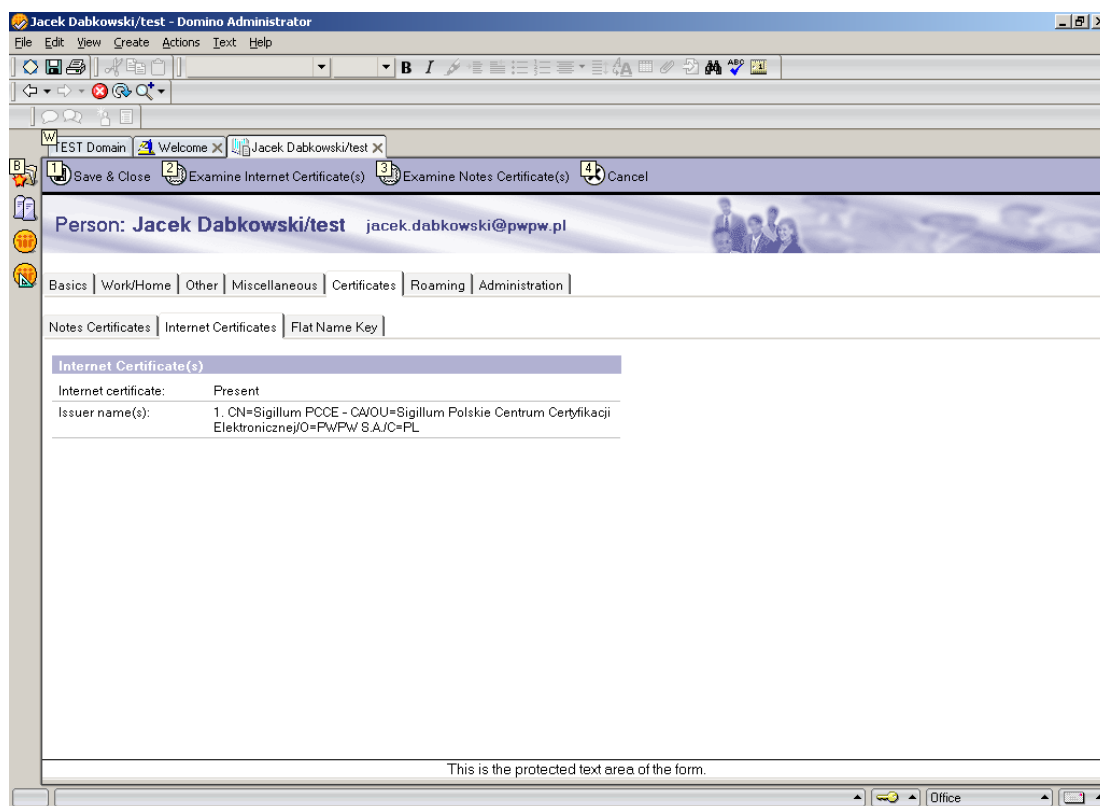 Jacek Dabkowski/test - Domino Administrator
File Edit View Create Actions Text Help
B I
W
TEST Domain Welcome Jacek Dabkowski/test
B 1 Save & Close 2 Examine Internet Certificate(s) 3 Examine Notes Certificate(s) 4 Cancel
Person: Jacek Dabkowski/test jacek.dabkowski@pwpw.pl
Basics Work/Home Other Miscellaneous Certificates Roaming Administration
Notes Certificates Internet Certificates Flat Name Key
Internet Certificate(s)
Internet certificate: Present
Issuer name(s): 1. CN=Sigillum PCCE - CA/OU=Sigillum Polskie Centrum Certyfikacji
Elektronicznej/O=PWPW S.A./C=PL
This is the protected text area of the form.
Office